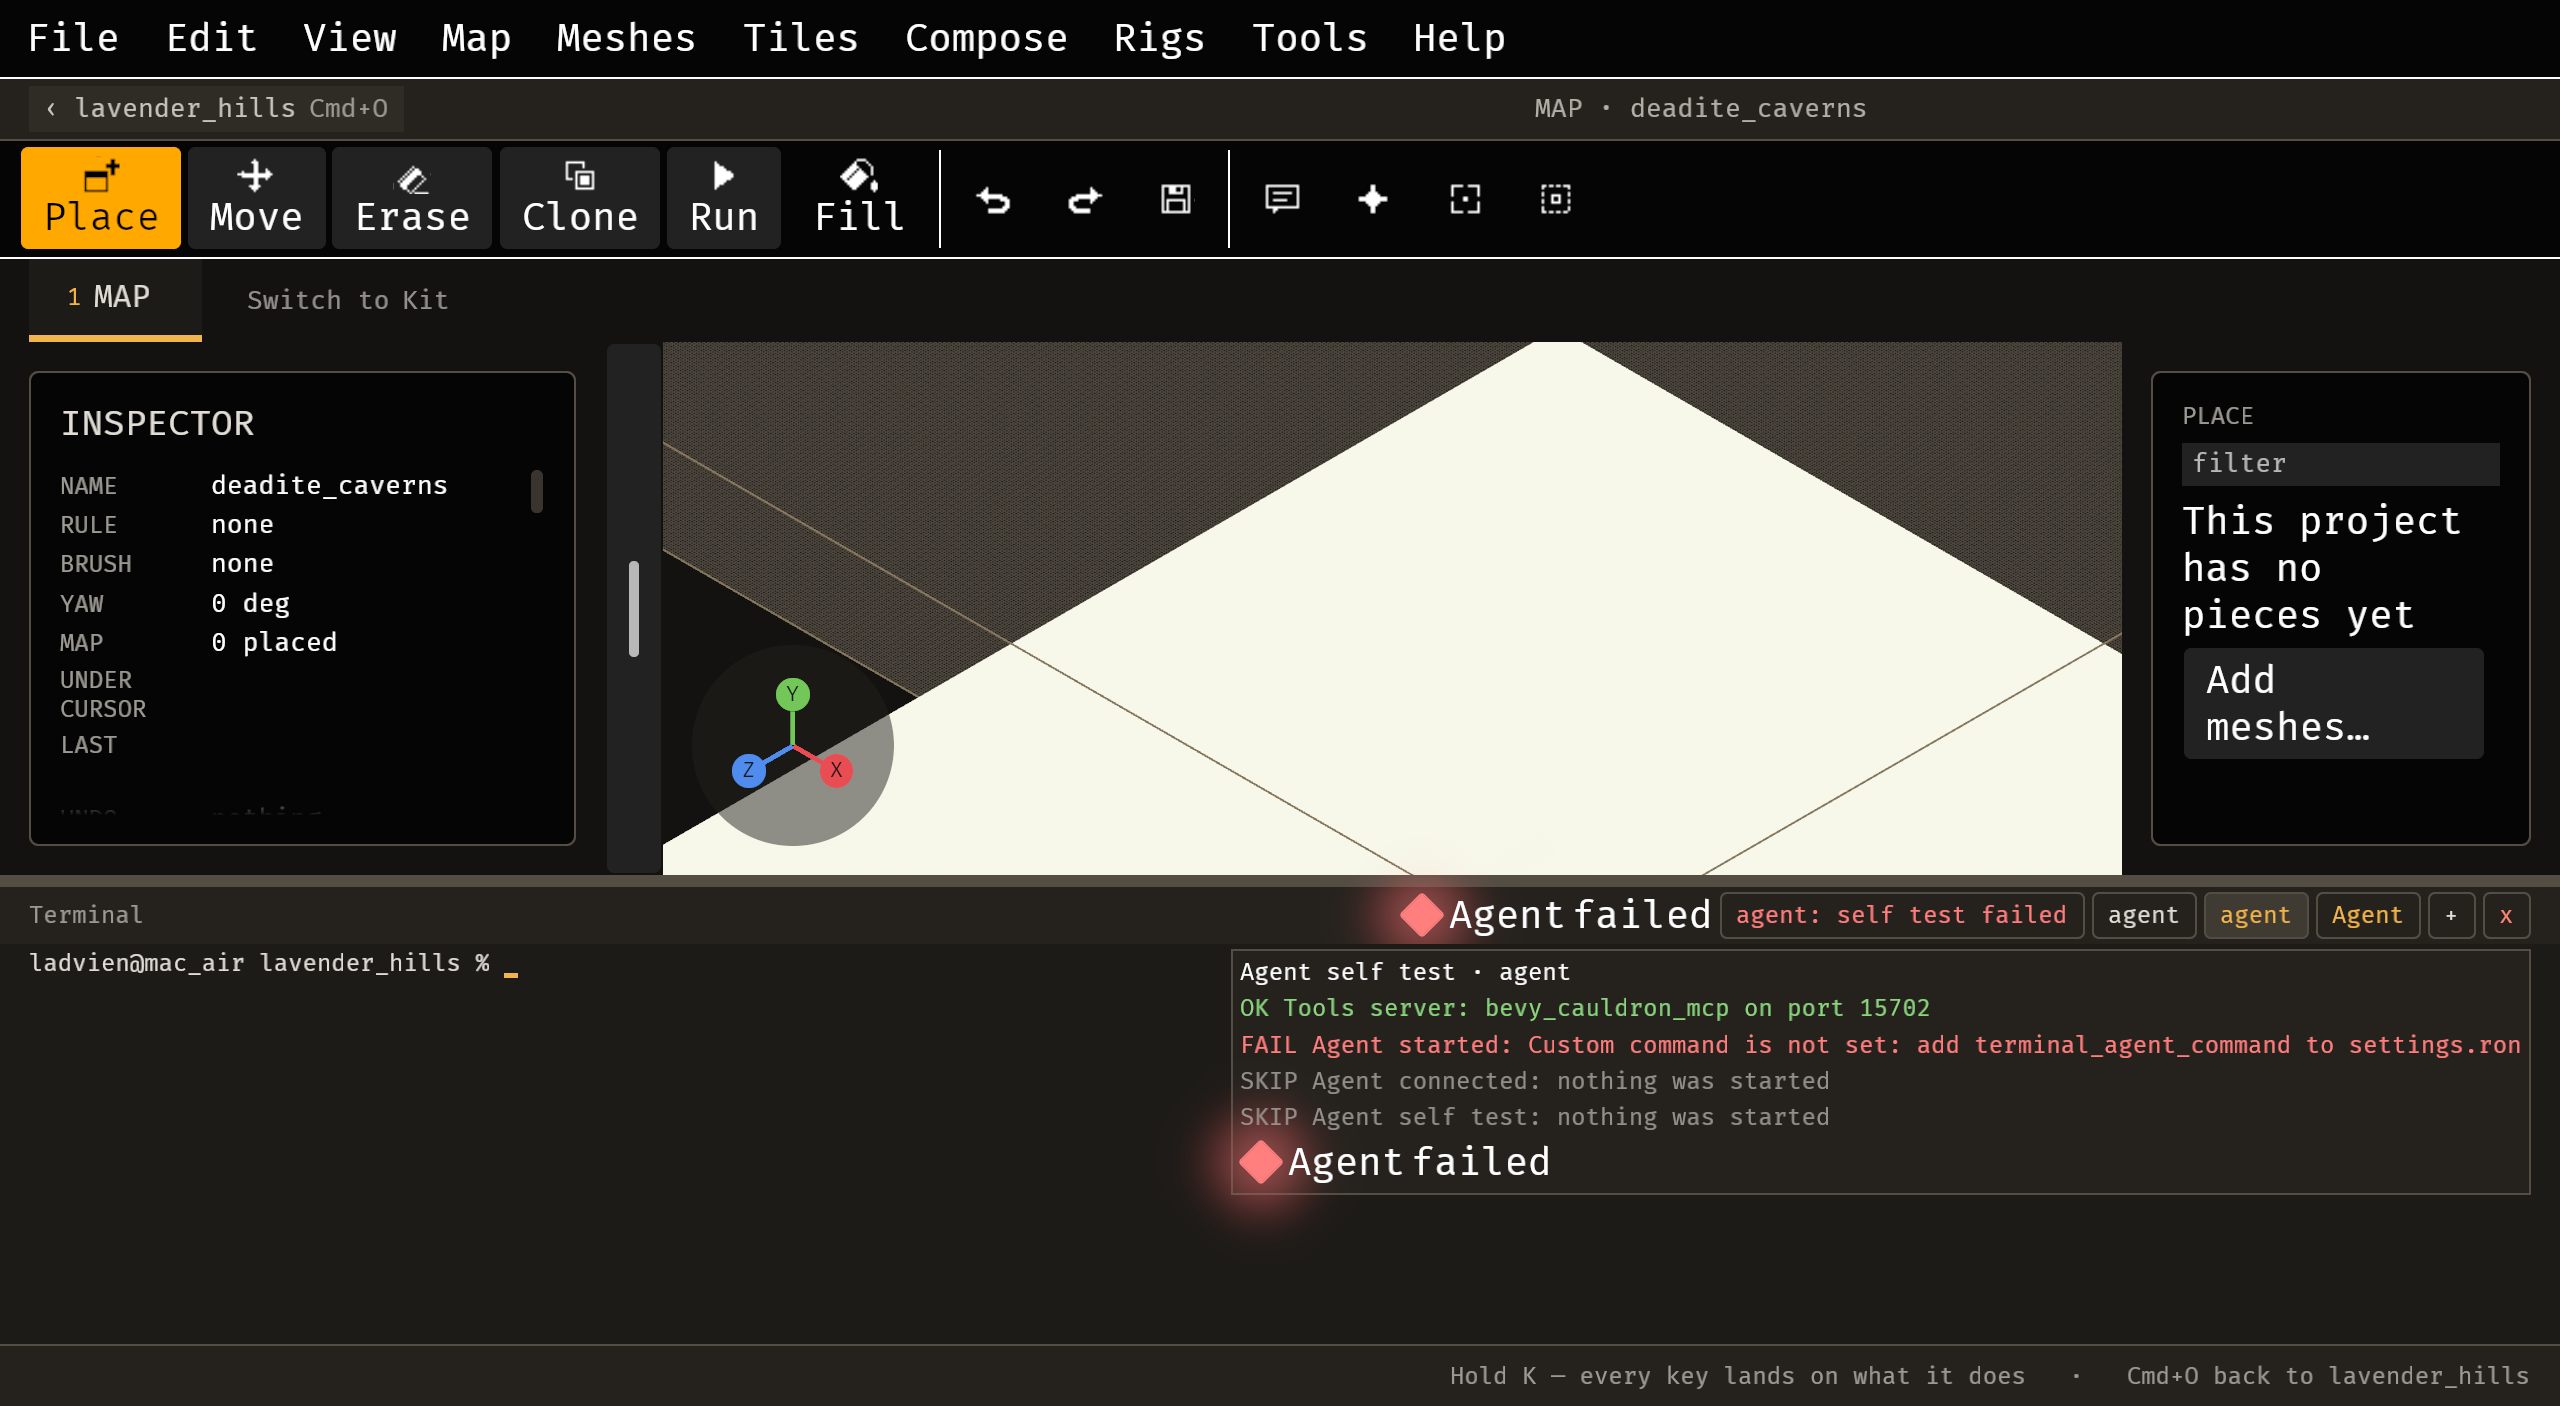 File Edit View Map Meshes Tiles Compose Rigs Tools Help
‹ lavender_hills Cmd+O
MAP · deadite_caverns
Place Move Erase Clone Run Fill
1 MAP Switch to Kit
INSPECTOR
NAME deadite_caverns
RULE none
BRUSH none
YAW 0 deg
MAP 0 placed
UNDER
CURSOR
LAST
UNDO nothing
Y
Z X
PLACE
filter
This project
has no
pieces yet
Add
meshes…
Terminal
Agent failed agent: self test failed agent agent Agent + x
ladvien@mac_air lavender_hills %
Agent self test · agent
OK Tools server: bevy_cauldron_mcp on port 15702
FAIL Agent started: Custom command is not set: add terminal_agent_command to settings.ron
SKIP Agent connected: nothing was started
SKIP Agent self test: nothing was started
Agent failed
Hold K — every key lands on what it does · Cmd+O back to lavender_hills